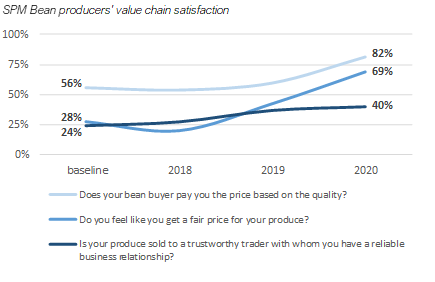 SPM Bean producers' value chain satisfaction
100%
75%
50%
25%
0%
56%
28%
24%
82%
69%
40%
baseline
2018
2019
2020
Does your bean buyer pay you the price based on the quality?
Do you feel like you get a fair price for your produce?
Is your produce sold to a trustworthy trader with whom you have a reliable
business relationship?